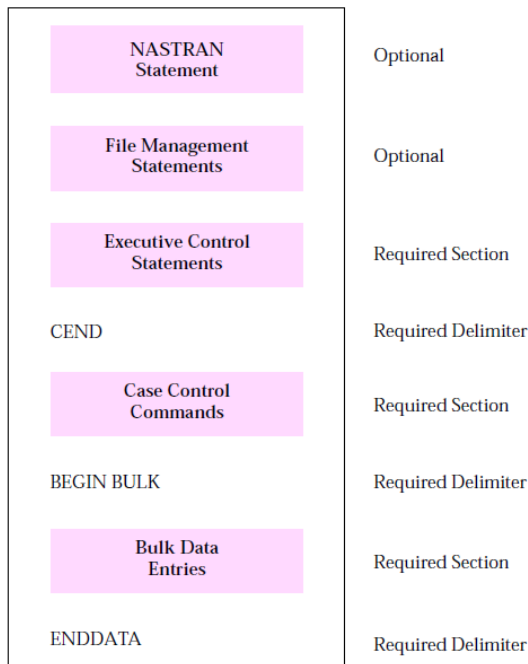 NASTRAN
Statement
Optional
File Management
Statements
Optional
Executive Control
Statements
Required Section
CEND
Required Delimiter
Case Control
Commands
Required Section
BEGIN BULK
Required Delimiter
Bulk Data
Entries
Required Section
ENDDATA
Required Delimiter